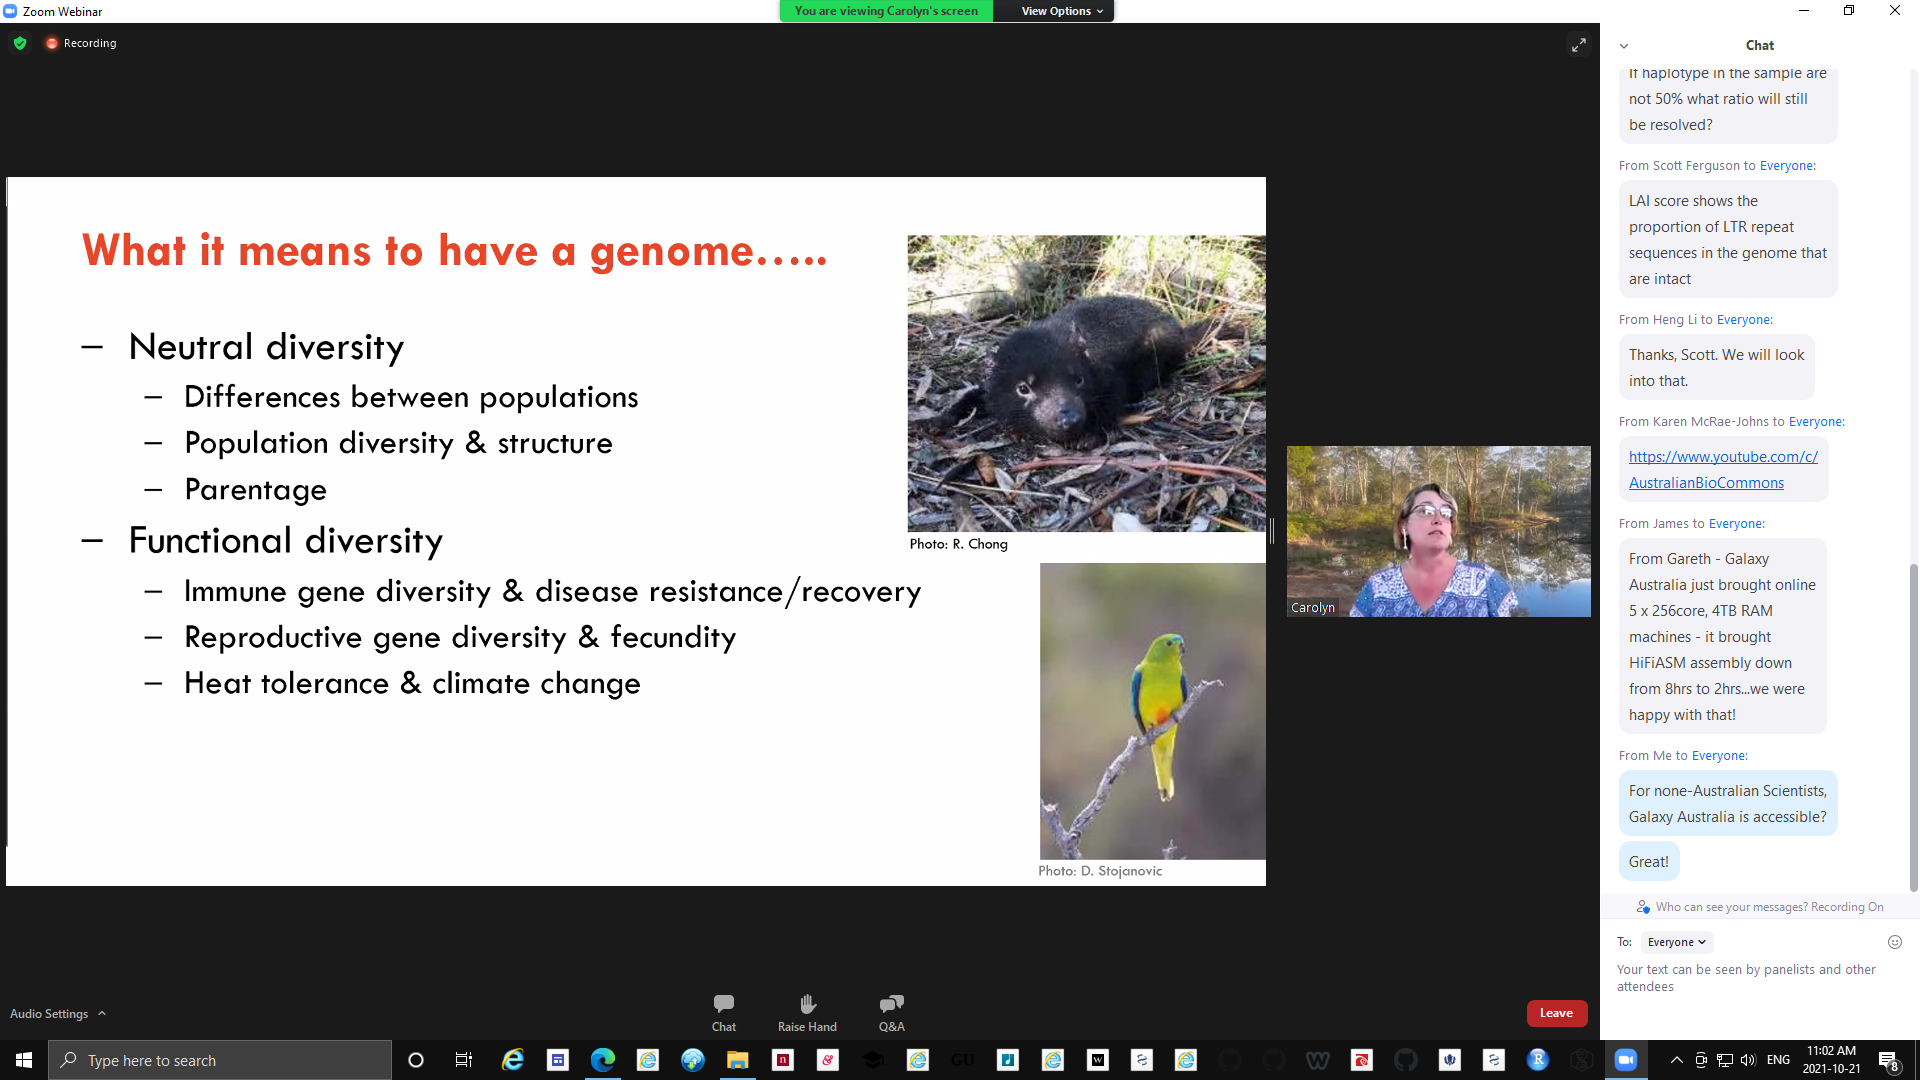 Zoom Webinar
You are viewing Carolyn's screen
View Options
Recording
What it means to have a genome.....
– Neutral diversity
– Differences between populations
– Population diversity & structure
– Parentage
– Functional diversity
– Immune gene diversity & disease resistance/recovery
– Reproductive gene diversity & fecundity
– Heat tolerance & climate change
Photo: R. Chong
Photo: D. Stojanovic
Carolyn
Chat
If haplotype in the sample are
not 50% what ratio will still
be resolved?
From Scott Ferguson to Everyone:
LAI score shows the
proportion of LTR repeat
sequences in the genome that
are intact
From Heng Li to Everyone:
Thanks, Scott. We will look
into that.
From Karen McRae-Johns to Everyone:
https://www.youtube.com/c/
AustralianBioCommons
From James to Everyone:
From Gareth - Galaxy
Australia just brought online
5 x 256core, 4TB RAM
machines - it brought
HiFiASM assembly down
from 8hrs to 2hrs...we were
happy with that!
From Me to Everyone:
For none-Australian Scientists,
Galaxy Australia is accessible?
Great!
Who can see your messages? Recording On
To: Everyone
Your text can be seen by panelists and other
attendees
Audio Settings
Chat
Raise Hand
Q&A
Leave
Type here to search
GU
ENG
11:02 AM
2021-10-21
8